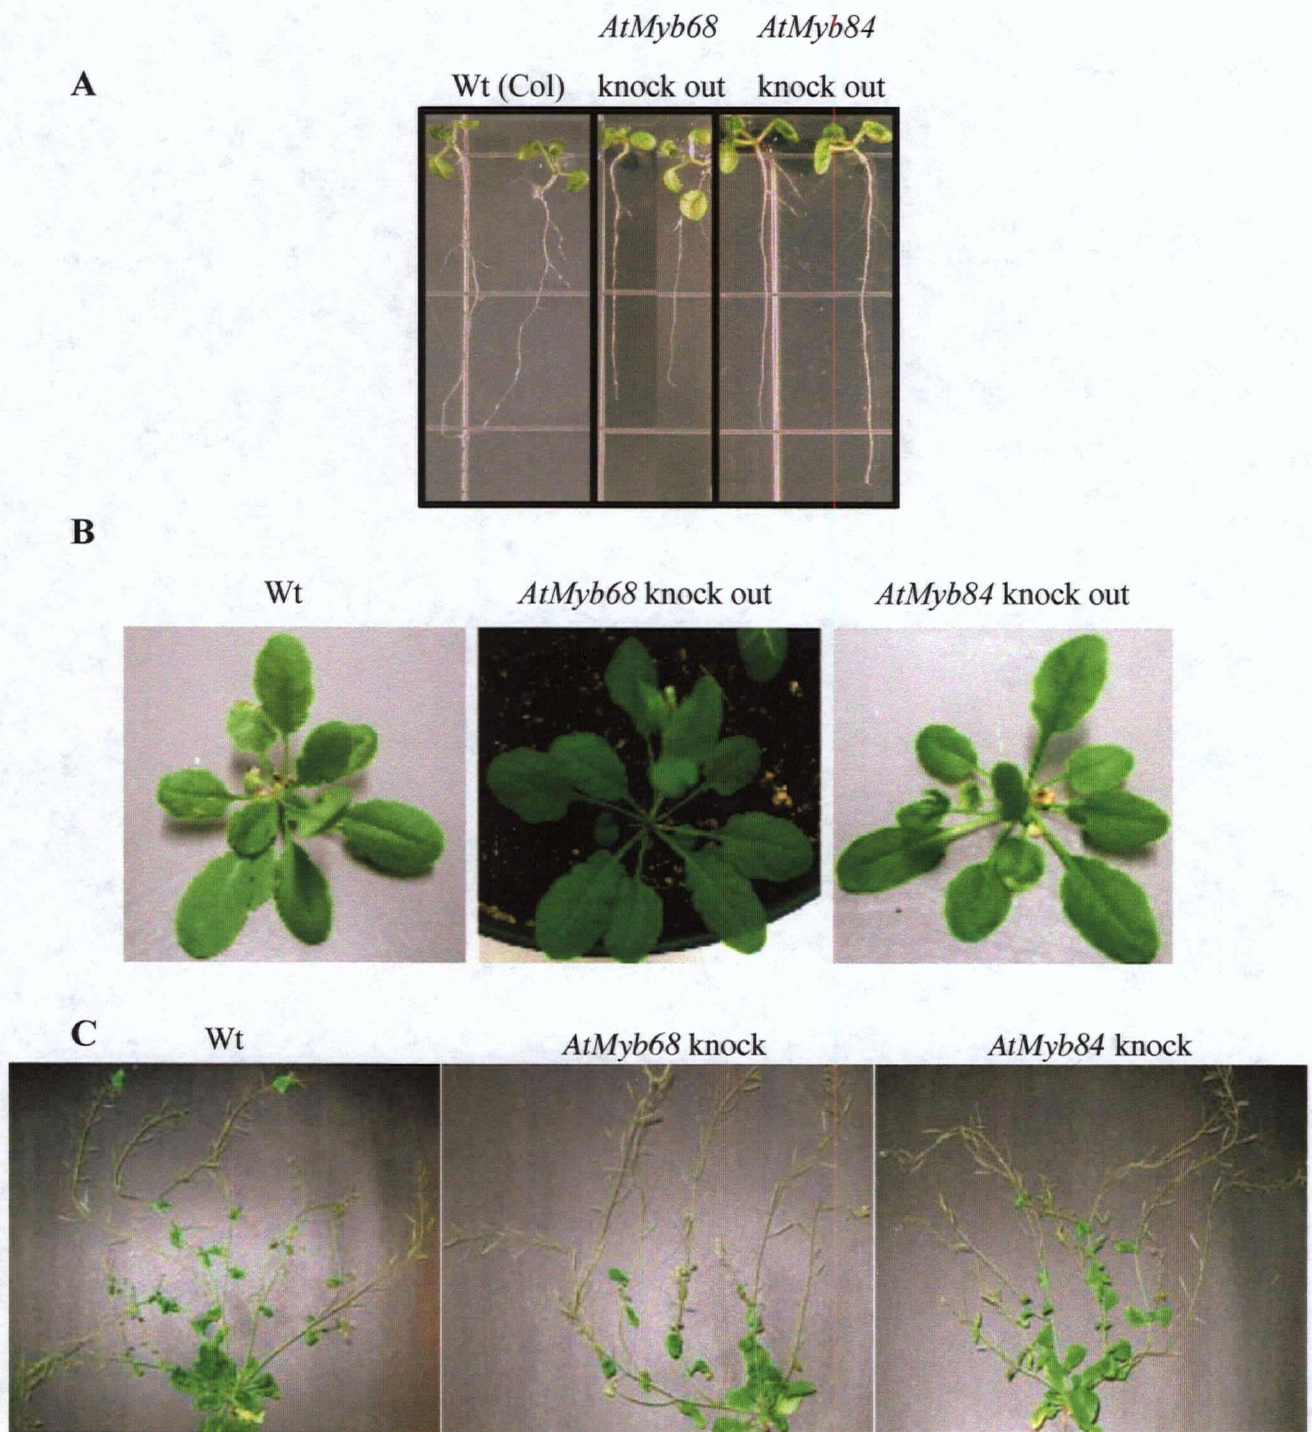 AtMyb68 AtMyb84
A Wt (Col) knock out knock out
B
Wt AtMyb68 knock out AtMyb84 knock out
C Wt AtMyb68 knock AtMyb84 knock